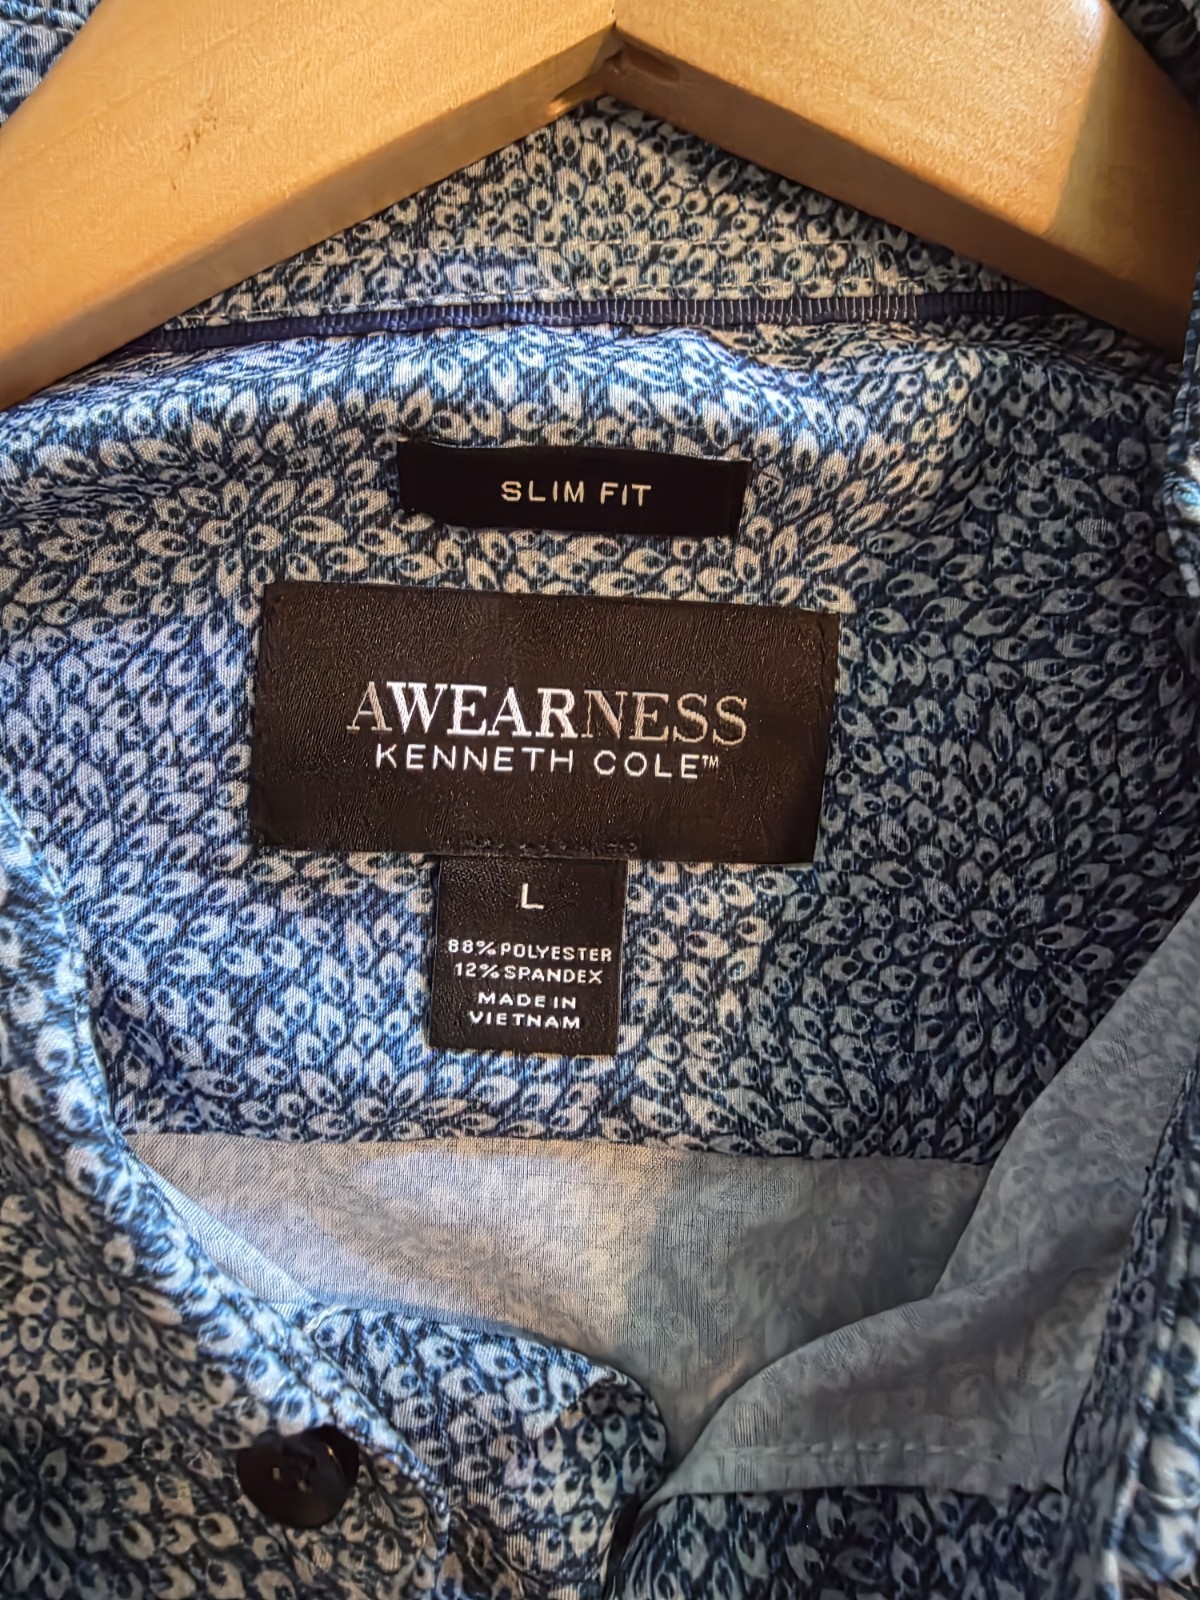 SLIM FIT
AWEARNESS
KENNETH COLE™
L
88% POLYESTER
12% SPANDEX
MADE IN
VIETNAM